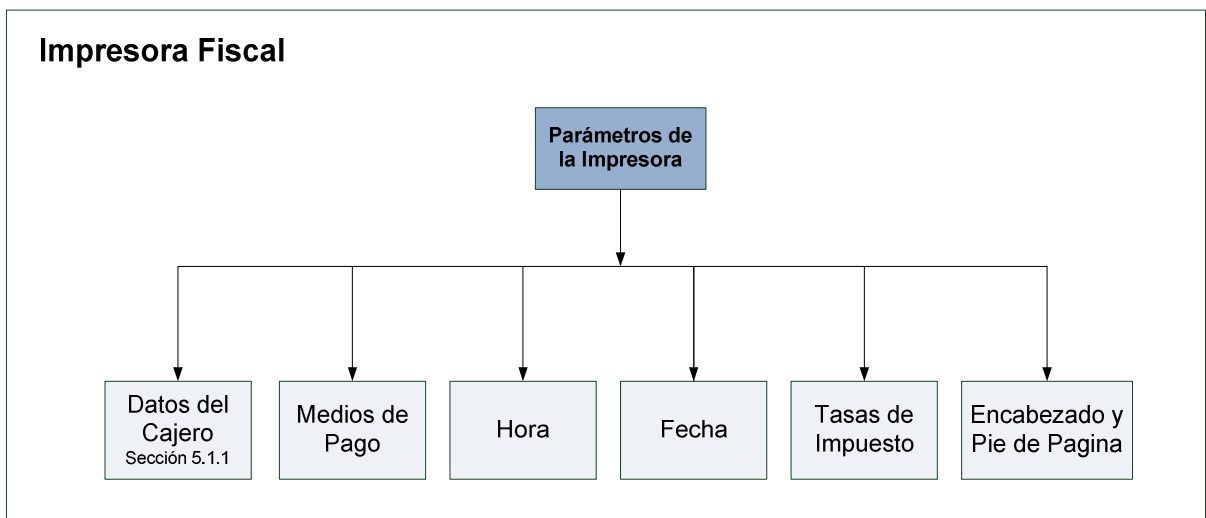 Impresora Fiscal
Parámetros de
la Impresora
Datos del
Cajero
Sección 5.1.1
Medios de
Pago
Hora
Fecha
Tasas de
Impuesto
Encabezado y
Pie de Pagina